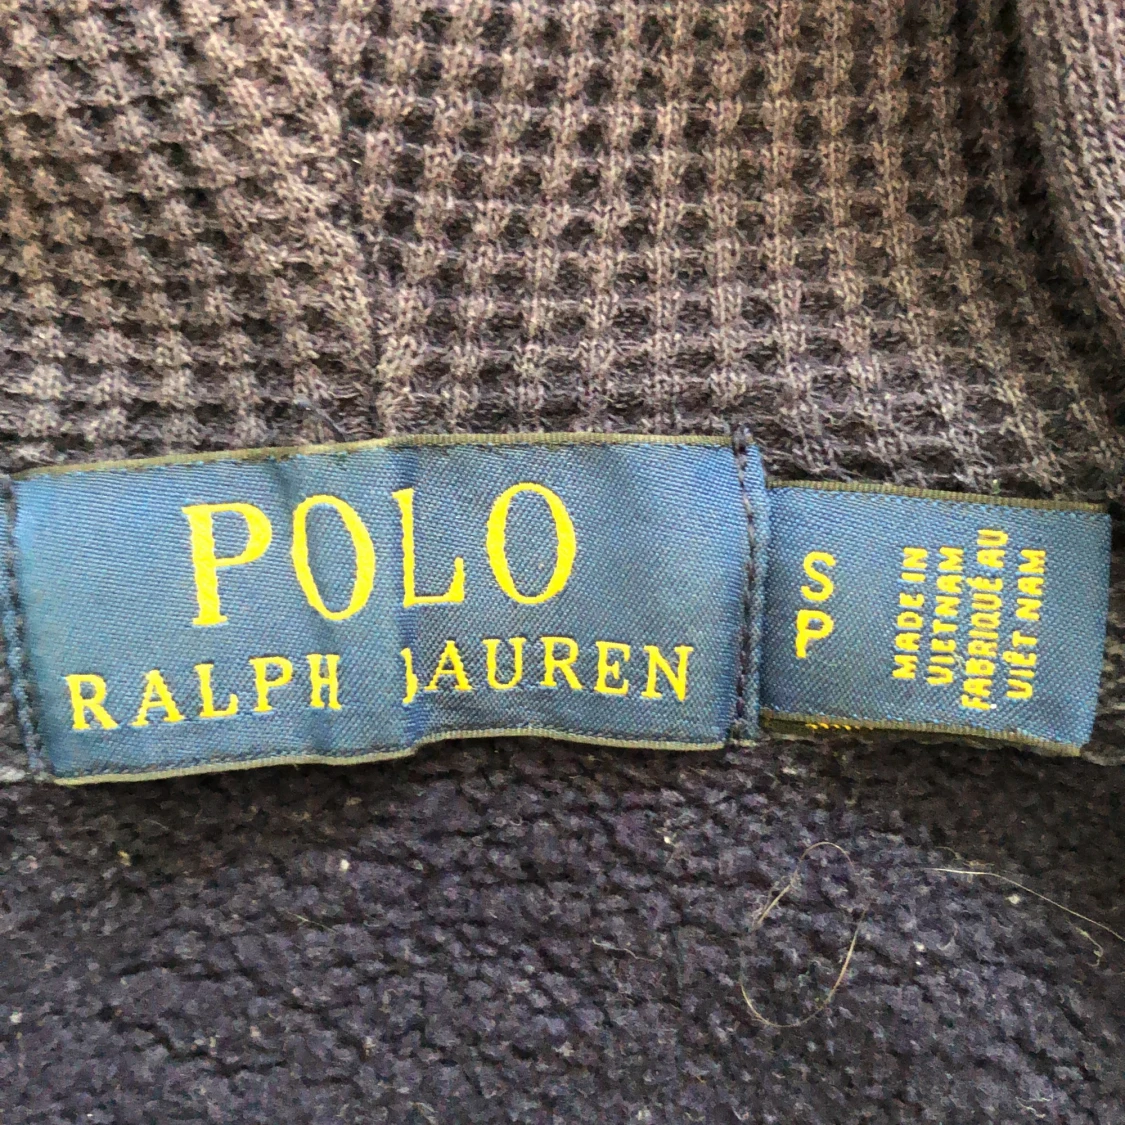 POLO
RALPH LAUREN
S
P
MADE IN
VIETNAM
FABRIQUÉ AU
VIÊT NAM